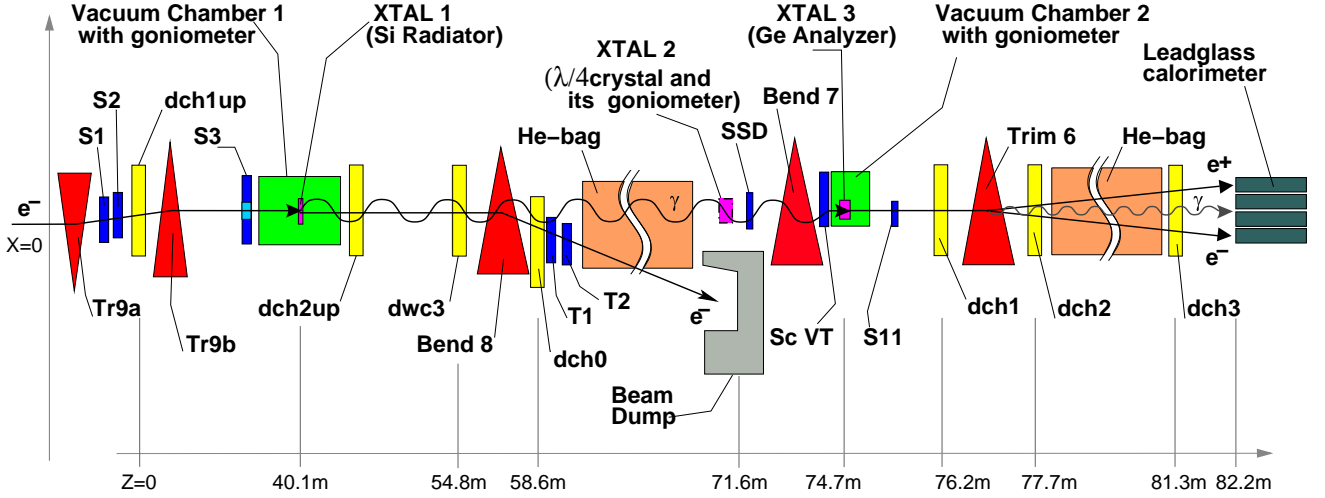 Vacuum Chamber 1
with goniometer
XTAL 1
(Si Radiator)
XTAL 2
(λ/4crystal and
its goniometer)
XTAL 3
(Ge Analyzer)
Vacuum Chamber 2
with goniometer
Leadglass
calorimeter
S1
S2
dch1up
S3
He−bag
SSD
Bend 7
Trim 6
He−bag
e−
X=0
γ
e+
γ
e−
Tr9a
Tr9b
dch2up
dwc3
Bend 8
dch0
T1
T2
e−
Beam
Dump
Sc VT
S11
dch1
dch2
dch3
Z=0
40.1m
54.8m
58.6m
71.6m
74.7m
76.2m
77.7m
81.3m
82.2m